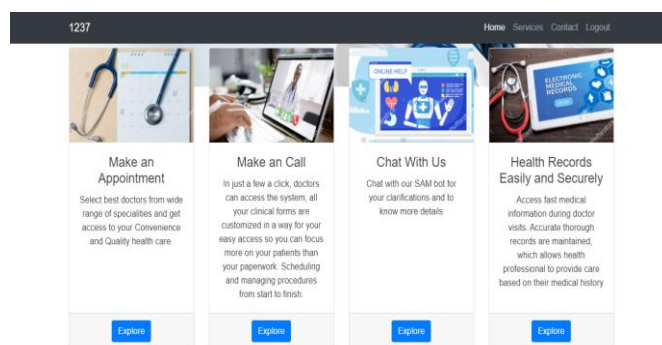 1237
Home Services Contact Logout
ONLINE HELP
ELECTRONIC
MEDICAL
RECORDS
Make an
Appointment
Select best doctors from wide
range of specialities and get
access to your Convenience
and Quality health care
Explore
Make an Call
In just a few a click, doctors
can access the system, all
your clinical forms are
customized in a way for your
easy access so you can focus
more on your patients than
your paperwork. Scheduling
and managing procedures
from start to finish.
Explore
Chat With Us
Chat with our SAM bot for
your clarifications and to
know more details
Explore
Health Records
Easily and Securely
Access fast medical
information during doctor
visits. Accurate thorough
records are maintained,
which allows health
professional to provide care
based on their medical history
Explore